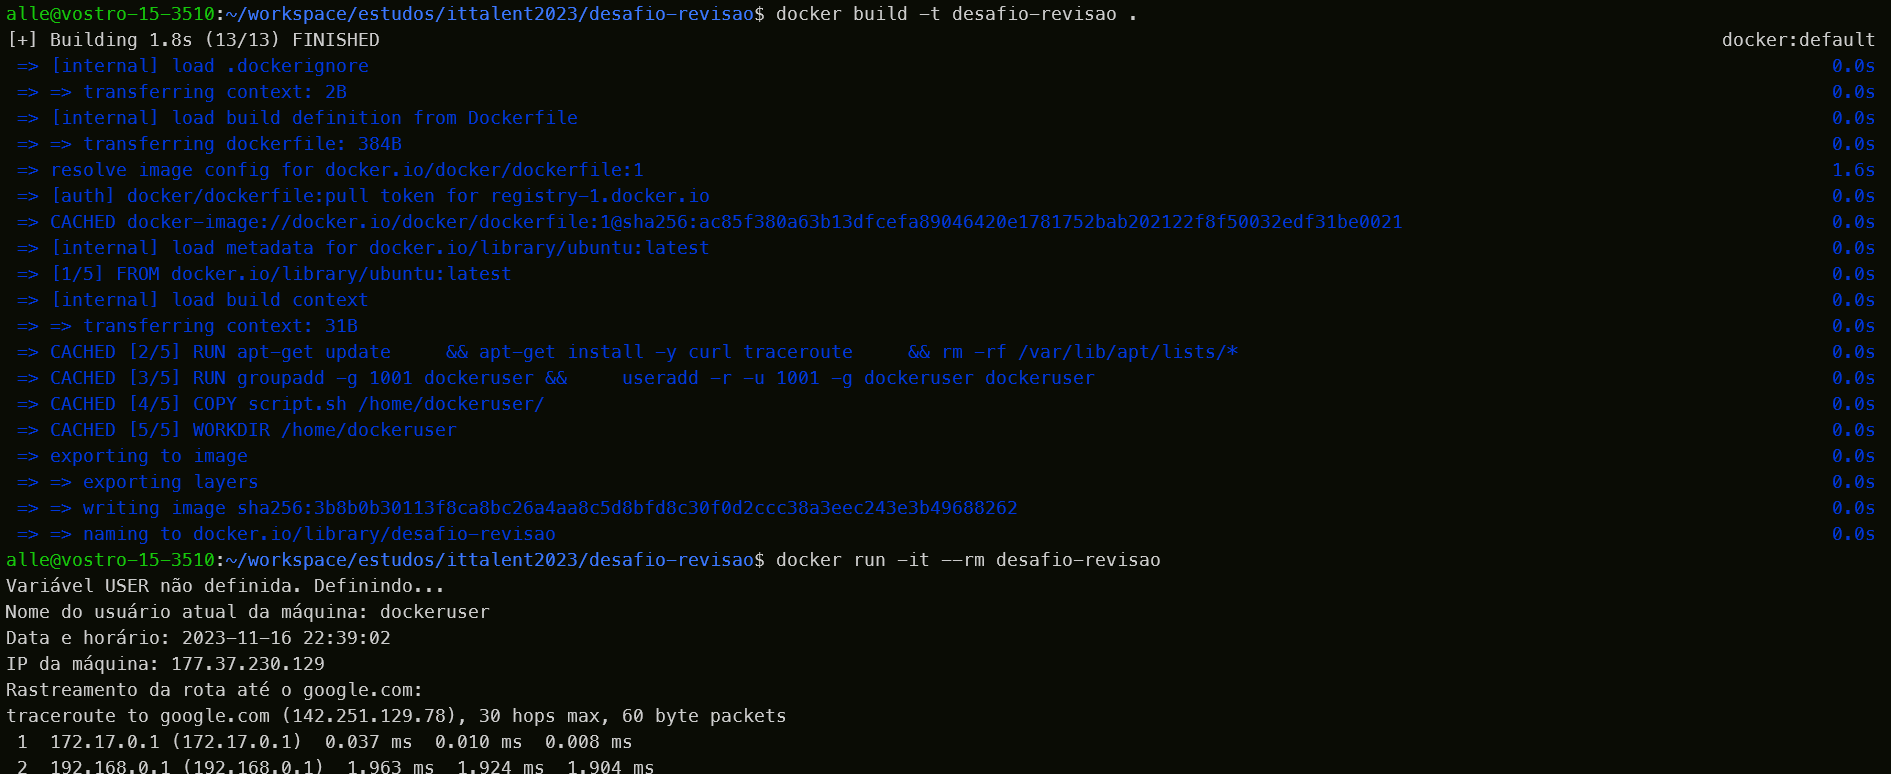 alle@vostro-15-3510:~/workspace/estudos/ittalent2023/desafio-revisao$ docker build -t desafio-revisao .
[+] Building 1.8s (13/13) FINISHED docker:default
=> [internal] load .dockerignore 0.0s
=> => transferring context: 2B 0.0s
=> [internal] load build definition from Dockerfile 0.0s
=> => transferring dockerfile: 384B 0.0s
=> resolve image config for docker.io/docker/dockerfile:1 1.6s
=> [auth] docker/dockerfile:pull token for registry-1.docker.io 0.0s
=> CACHED docker-image://docker.io/docker/dockerfile:1@sha256:ac85f380a63b13dfcefa89046420e1781752bab202122f8f50032edf31be0021 0.0s
=> [internal] load metadata for docker.io/library/ubuntu:latest 0.0s
=> [1/5] FROM docker.io/library/ubuntu:latest 0.0s
=> [internal] load build context 0.0s
=> => transferring context: 31B 0.0s
=> CACHED [2/5] RUN apt-get update     && apt-get install -y curl traceroute     && rm -rf /var/lib/apt/lists/* 0.0s
=> CACHED [3/5] RUN groupadd -g 1001 dockeruser &&     useradd -r -u 1001 -g dockeruser dockeruser 0.0s
=> CACHED [4/5] COPY script.sh /home/dockeruser/ 0.0s
=> CACHED [5/5] WORKDIR /home/dockeruser 0.0s
=> exporting to image 0.0s
=> => exporting layers 0.0s
=> => writing image sha256:3b8b0b30113f8ca8bc26a4aa8c5d8bfd8c30f0d2ccc38a3eec243e3b49688262 0.0s
=> => naming to docker.io/library/desafio-revisao 0.0s
alle@vostro-15-3510:~/workspace/estudos/ittalent2023/desafio-revisao$ docker run -it --rm desafio-revisao
Variável USER não definida. Definindo...
Nome do usuário atual da máquina: dockeruser
Data e horário: 2023-11-16 22:39:02
IP da máquina: 177.37.230.129
Rastreamento da rota até o google.com:
traceroute to google.com (142.251.129.78), 30 hops max, 60 byte packets
1  172.17.0.1 (172.17.0.1)  0.037 ms  0.010 ms  0.008 ms
2  192.168.0.1 (192.168.0.1)  1.963 ms  1.924 ms  1.904 ms